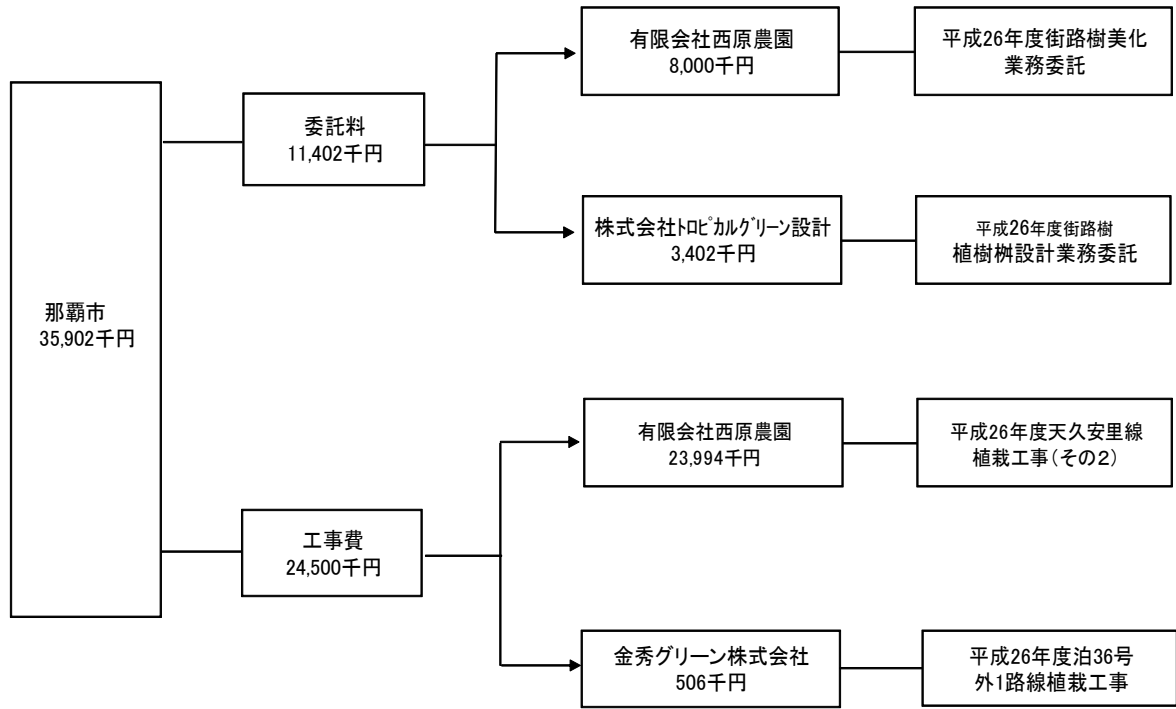 那覇市
35,902千円
委託料
11,402千円
有限会社西原農園
8,000千円
平成26年度街路樹美化
業務委託
株式会社ﾄﾛﾋﾟｶﾙｸﾞﾘｰﾝ設計
3,402千円
平成26年度街路樹
植樹桝設計業務委託
工事費
24,500千円
有限会社西原農園
23,994千円
平成26年度天久安里線
植栽工事(その２)
金秀グリーン株式会社
506千円
平成26年度泊36号
外1路線植栽工事